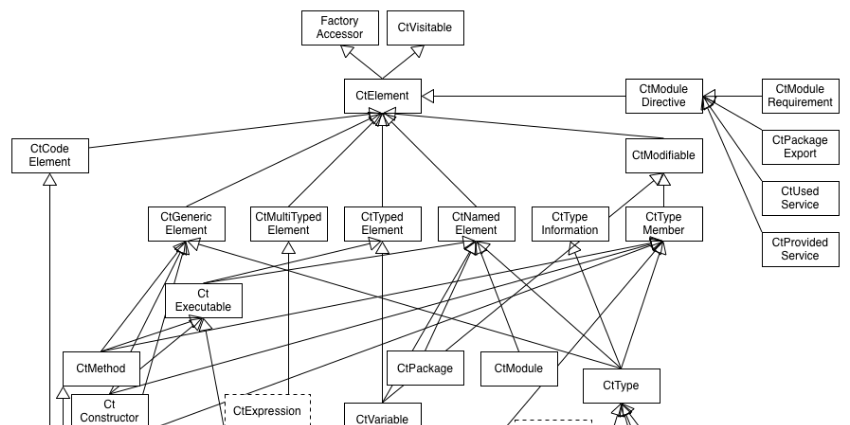 Factory
Accessor
CtVisitable
CtElement
CtModule
Directive
CtModule
Requirement
CtCode
Element
CtModifiable
CtPackage
Export
CtUsed
Service
CtGeneric
Element
CtMultiTyped
Element
CtTyped
Element
CtNamed
Element
CtType
Information
CtType
Member
CtProvided
Service
Ct
Executable
CtMethod
CtPackage
CtModule
CtType
Ct
Constructor
CtExpression
CtVariable